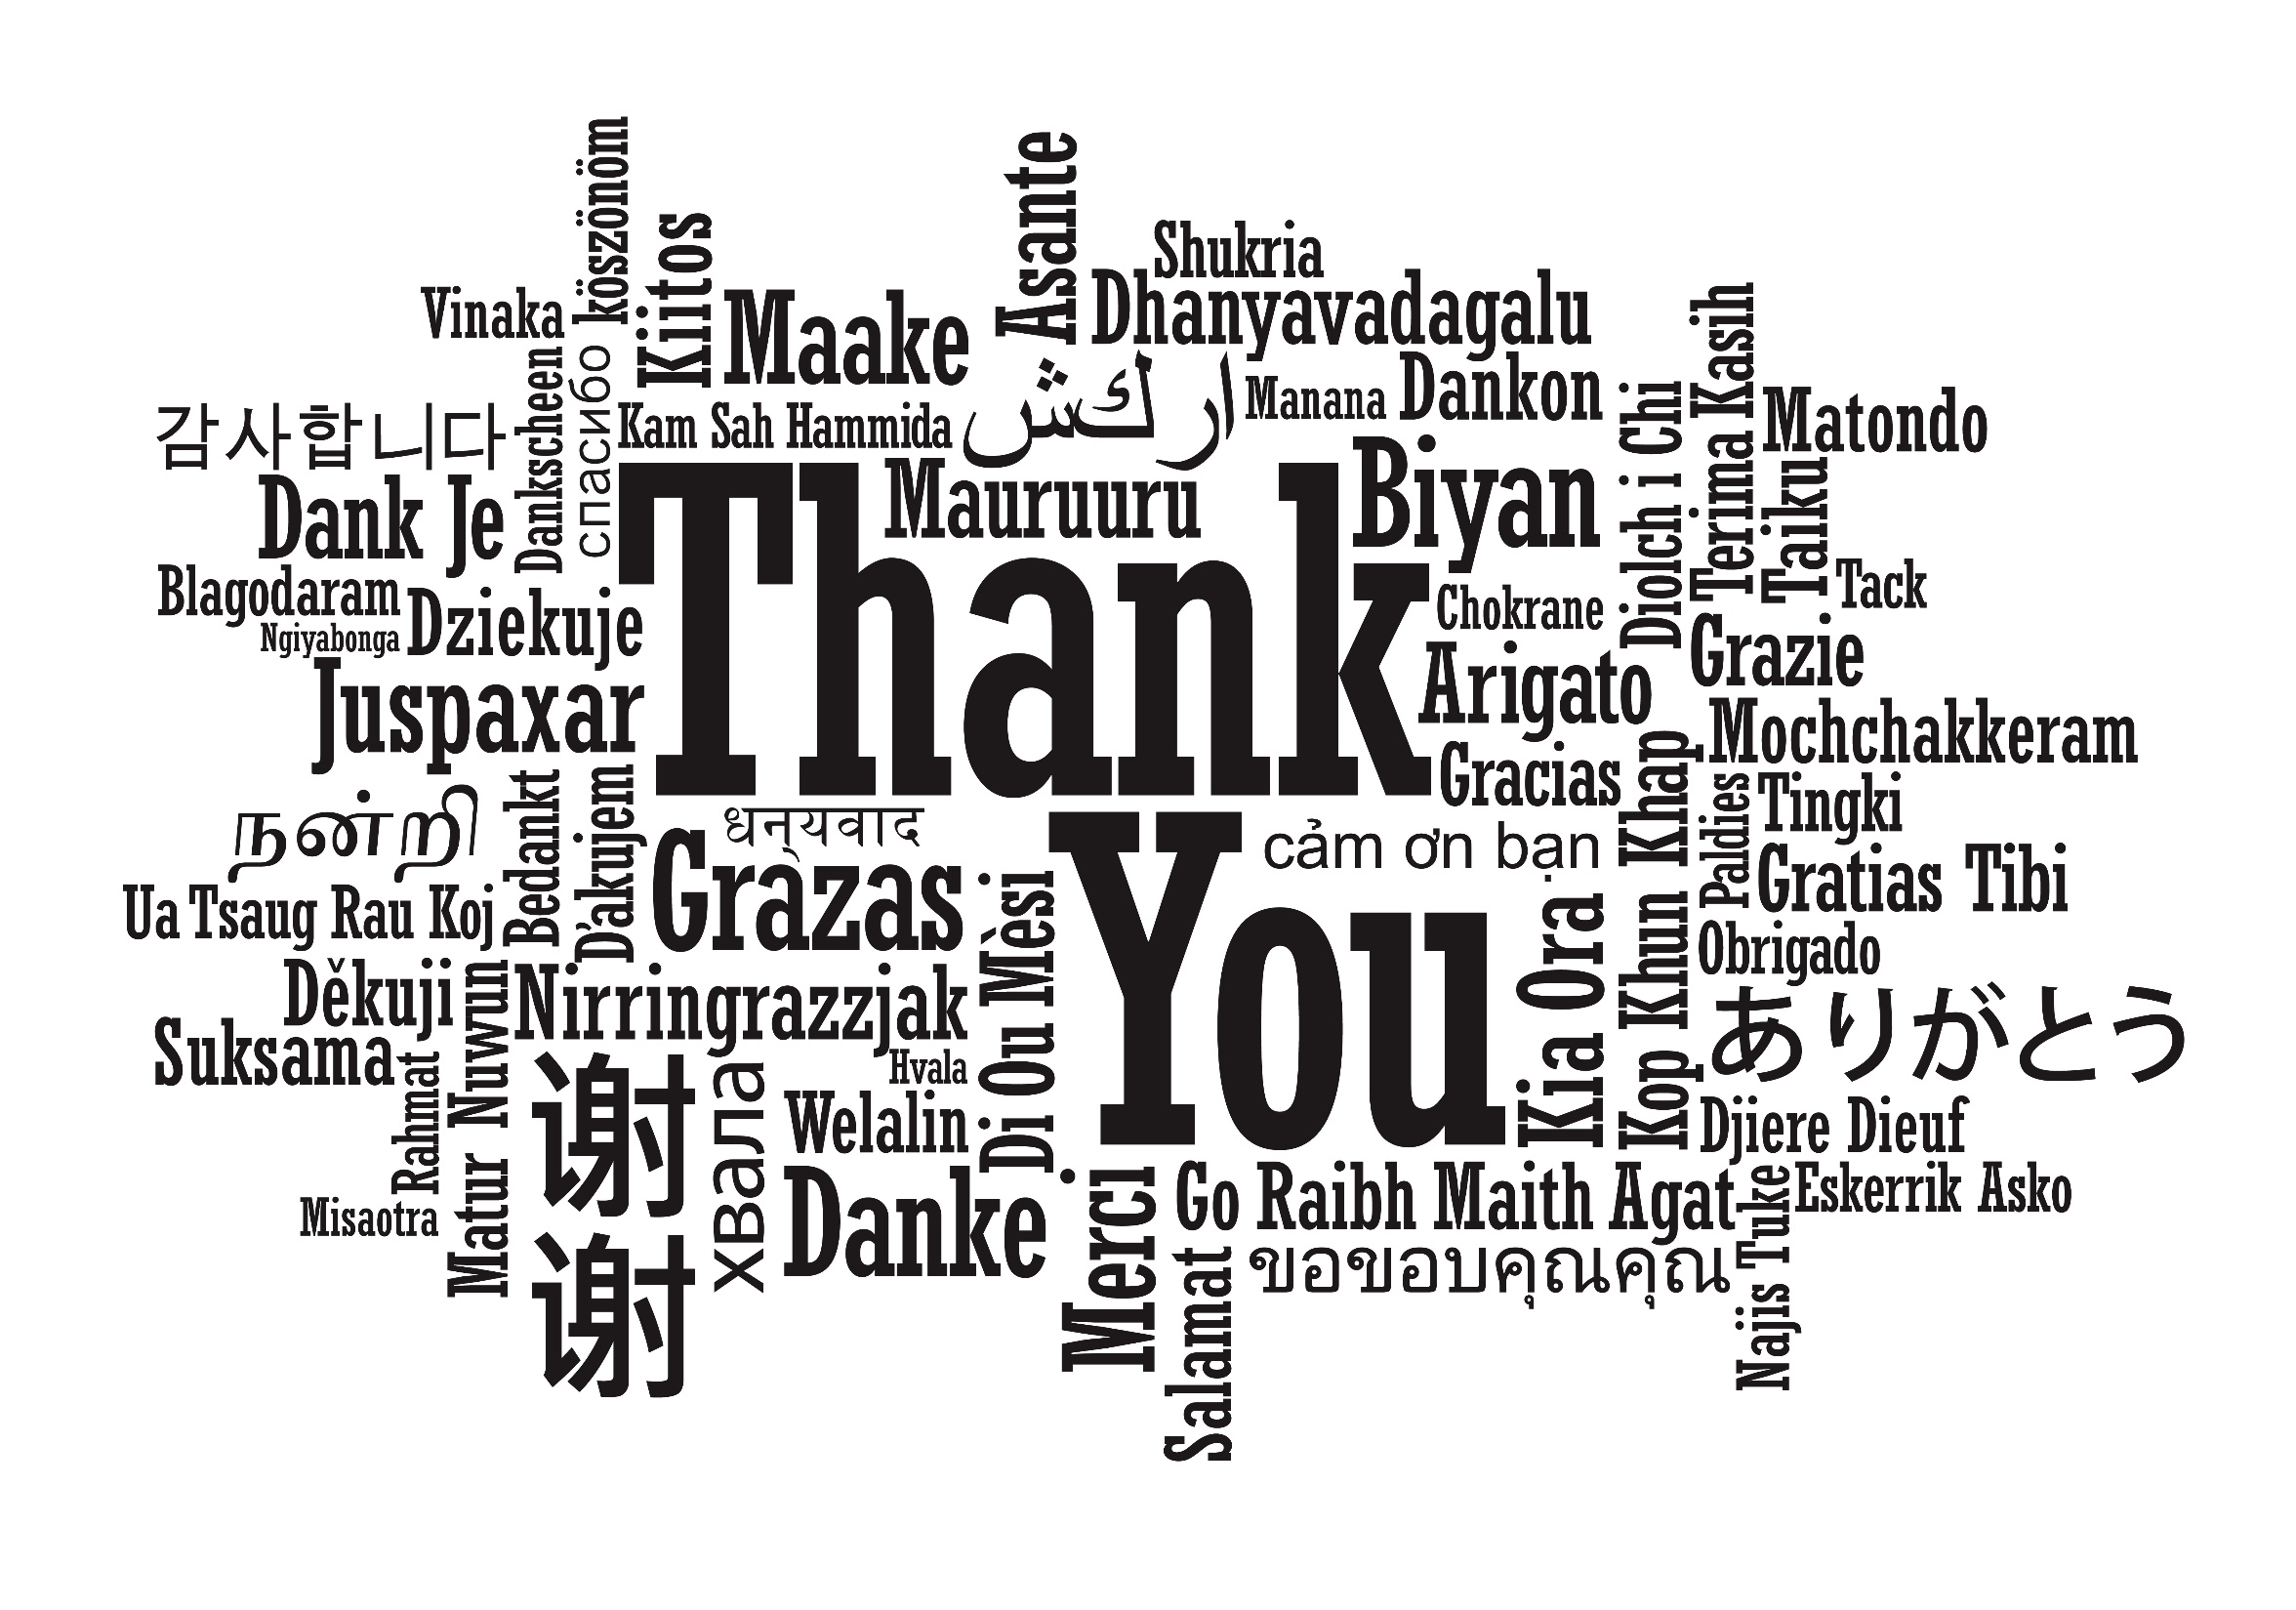 köszönöm
Asante
Kiitos
Shukria
Vinaka
Maake
Dhanyavadagalu
Terima Kasih
Dankscheen
спасибо
ارﻛش
Manana
Dankon
Diolch i Chi
Matondo
감사합니다
Kam Sah Hammida
Biyan
Taiku
Dank Je
Mauruuru
Thank
Tack
Blagodaram
Dziekuje
Chokrane
Ngiyabonga
Grazie
Juspaxar
Arigato
Mochchakkeram
Gracias
Kop Khun Khap
Paldies
Tingki
நன்றி
Bedankt
Ďakujem
धन्यवाद
You
cảm ơn bạn
Grazas
Gratias Tibi
Ua Tsaug Rau Koj
Di Ou Mèsi
Kia Ora
Obrigado
Děkuji
Matur Nuwun
Nirringrazzjak
ありがとう
Suksama
Rahmat
谢
谢
хвала
Hvala
Welalin
Djiere Dieuf
Misaotra
Danke
Merci
Go Raibh Maith Agat
Najis Tuke
Eskerrik Asko
Salamat
ขอขอบคุณคุณ